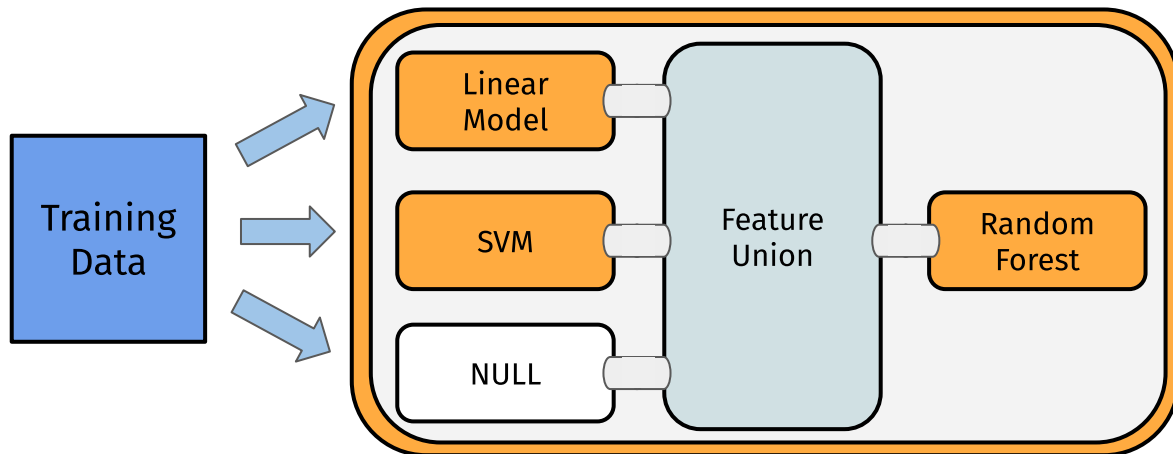 Training
Data
Linear
Model
SVM
NULL
Feature
Union
Random
Forest